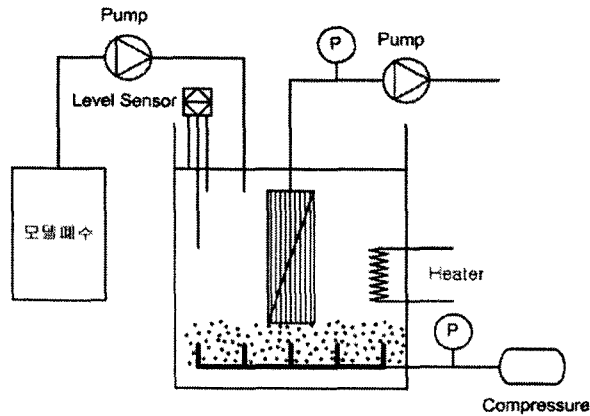 Pump
P
Pump
Level Sensor
모델폐수
Heater
P
Compressure